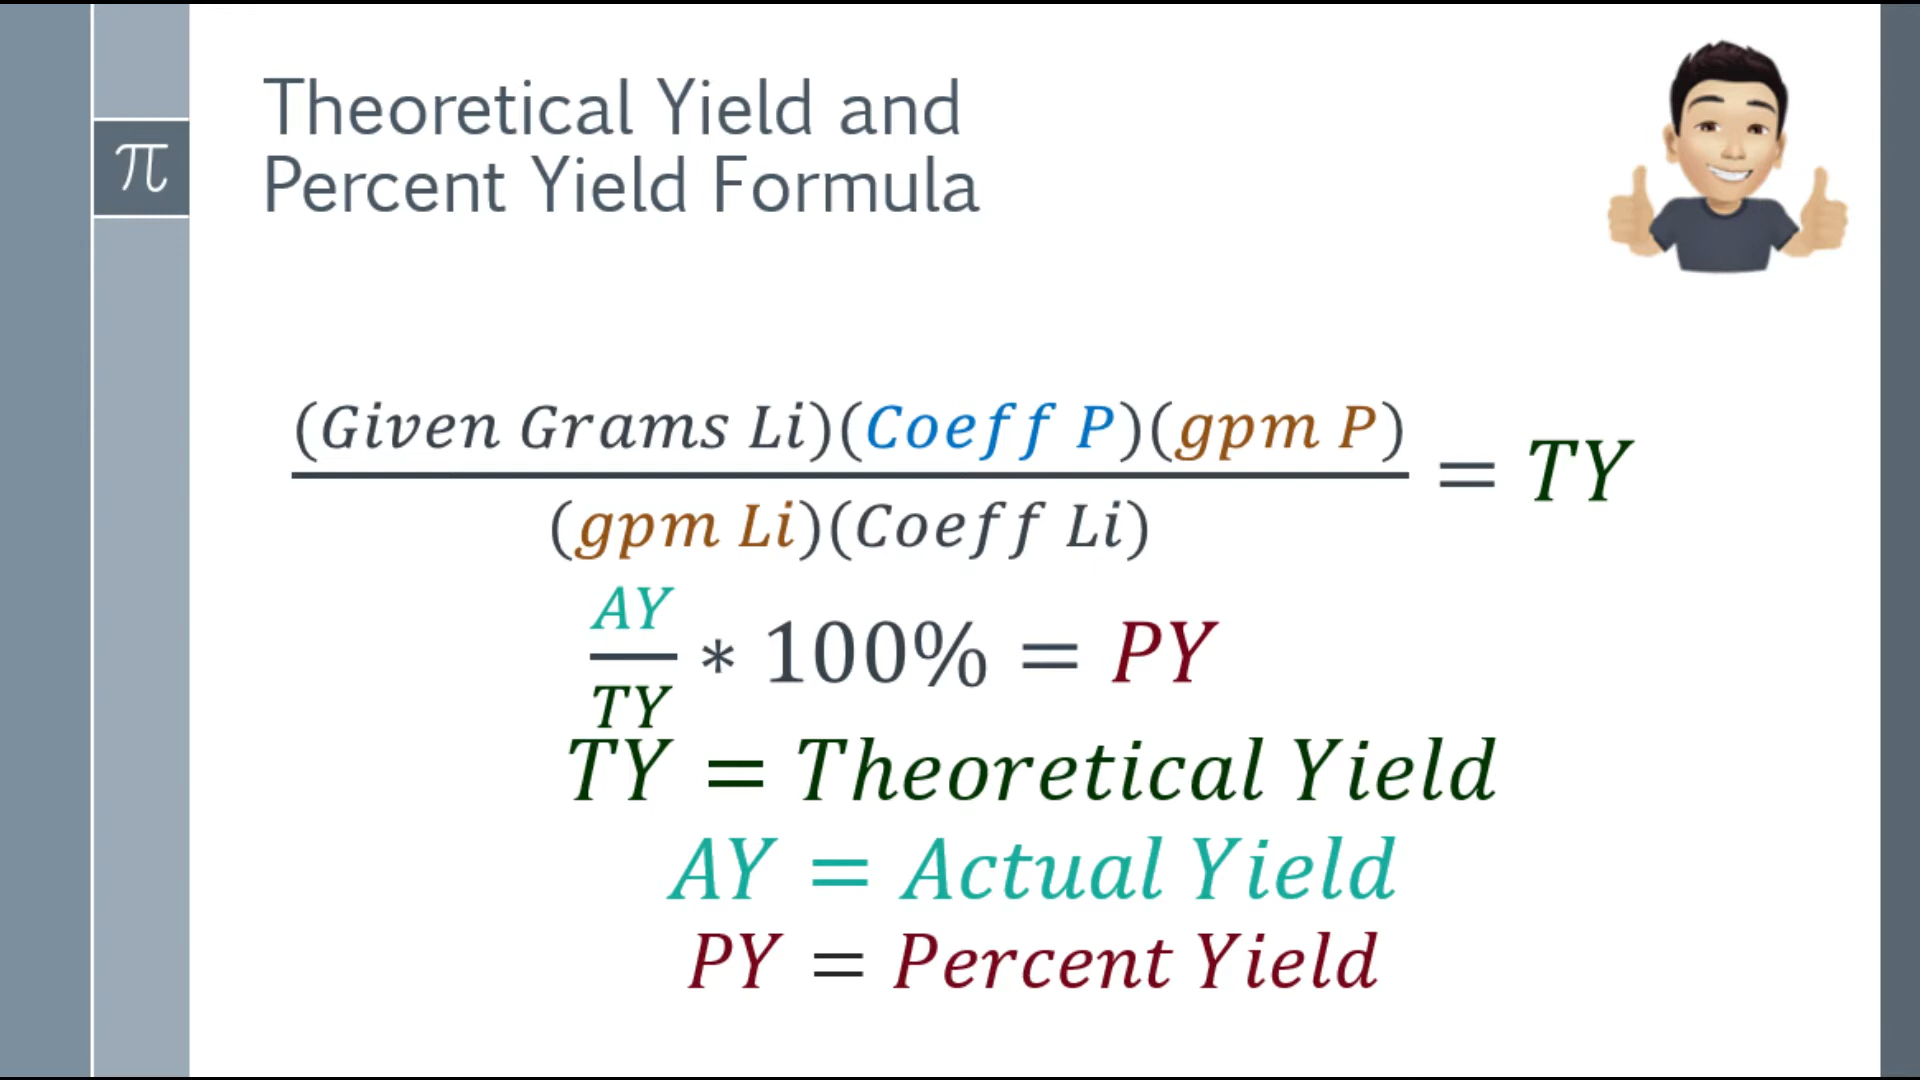 π
Theoretical Yield and
Percent Yield Formula
(Given Grams Li)(Coeff P)(gpm P)
(gpm Li)(Coeff Li)
= TY
AY
TY
* 100% = PY
TY = Theoretical Yield
AY = Actual Yield
PY = Percent Yield